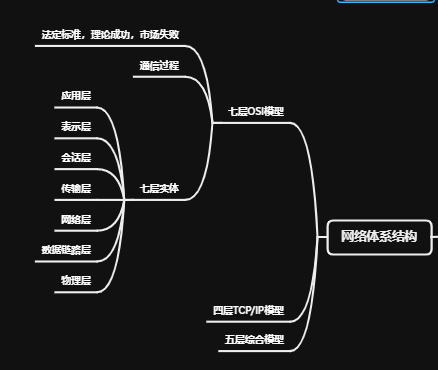 法定标准，理论成功，市场失败
通信过程
应用层
表示层
会话层
传输层
网络层
数据链路层
物理层
七层实体
七层OSI模型
四层TCP/IP模型
五层综合模型
网络体系结构